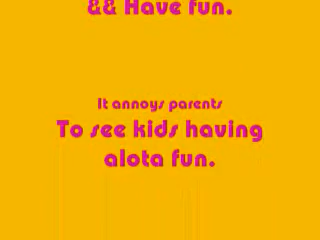 && Have fun.
It annoys parents
To see kids having
alota fun.